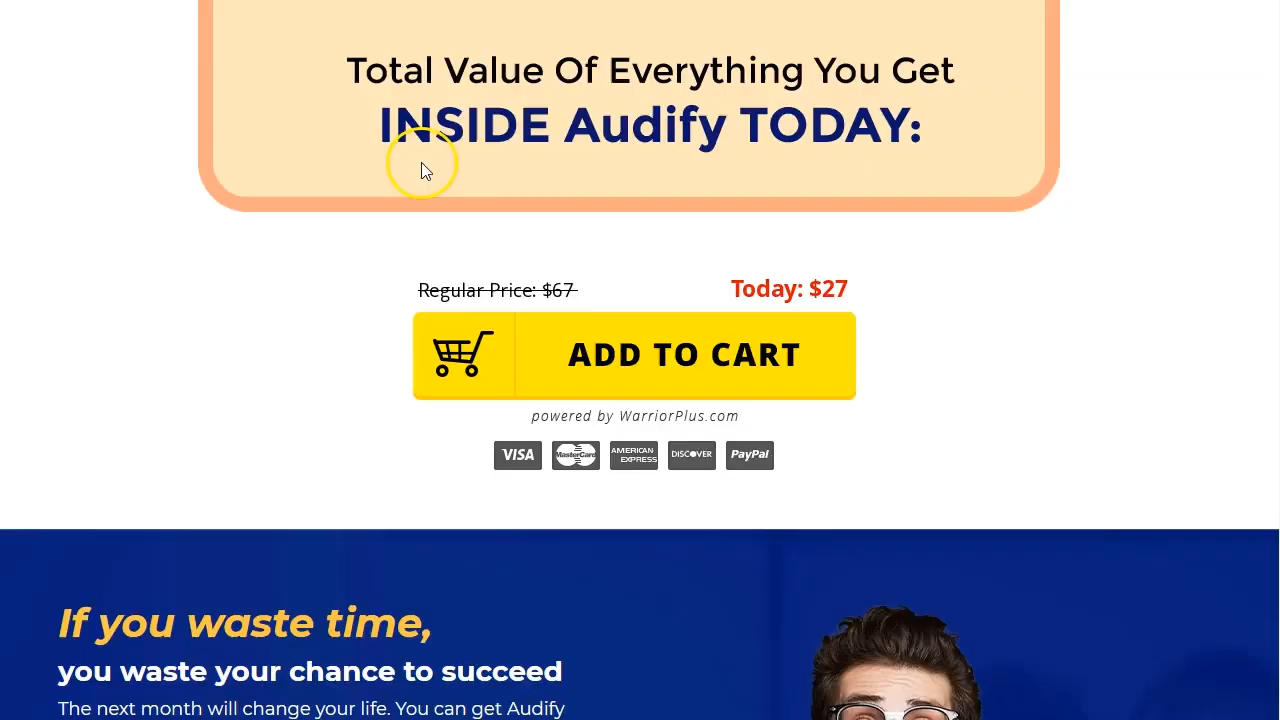 Total Value Of Everything You Get
INSIDE Audify TODAY:
Regular Price: $67
Today: $27
ADD TO CART
powered by WarriorPlus.com
VISA
MasterCard
AMERICAN EXPRESS
DISCOVER
PayPal
If you waste time,
you waste your chance to succeed
The next month will change your life. You can get Audify